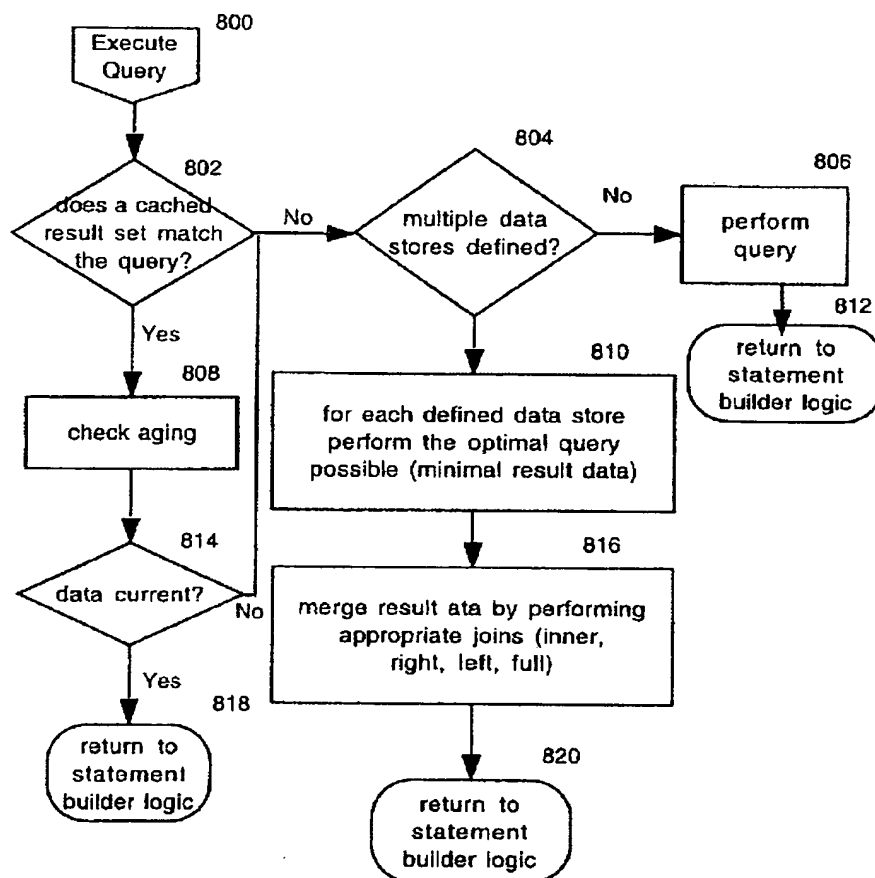 800
Execute
Query
802
does a cached
result set match
the query?
No
Yes
804
multiple data
stores defined?
No
806
perform
query
812
return to
statement
builder logic
808
check aging
810
for each defined data store
perform the optimal query
possible (minimal result data)
814
data current?
No
Yes
816
merge result ata by performing
appropriate joins (inner,
right, left, full)
818
return to
statement
builder logic
820
return to
statement
builder logic